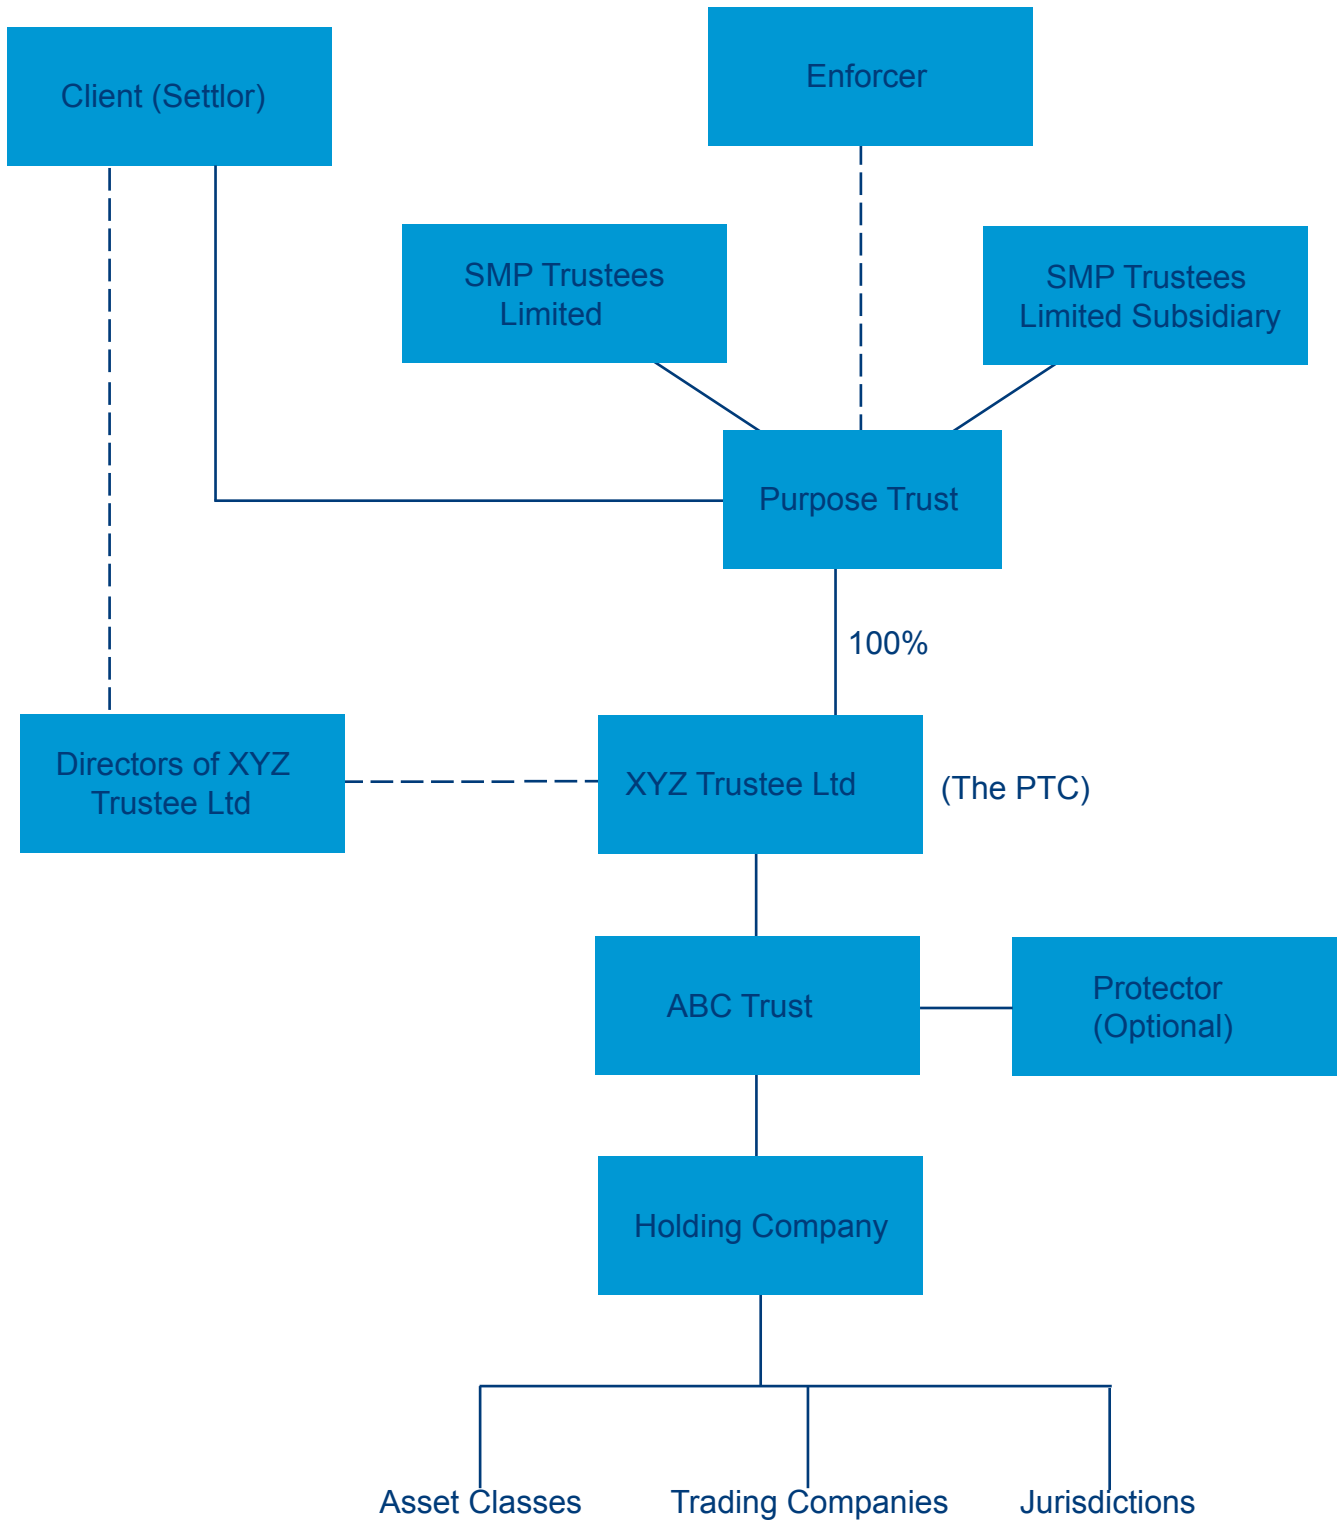 Client (Settlor)
Enforcer
SMP Trustees
Limited
SMP Trustees
Limited Subsidiary
Purpose Trust
100%
Directors of XYZ
Trustee Ltd
XYZ Trustee Ltd
(The PTC)
ABC Trust
Protector
(Optional)
Holding Company
Asset Classes
Trading Companies
Jurisdictions